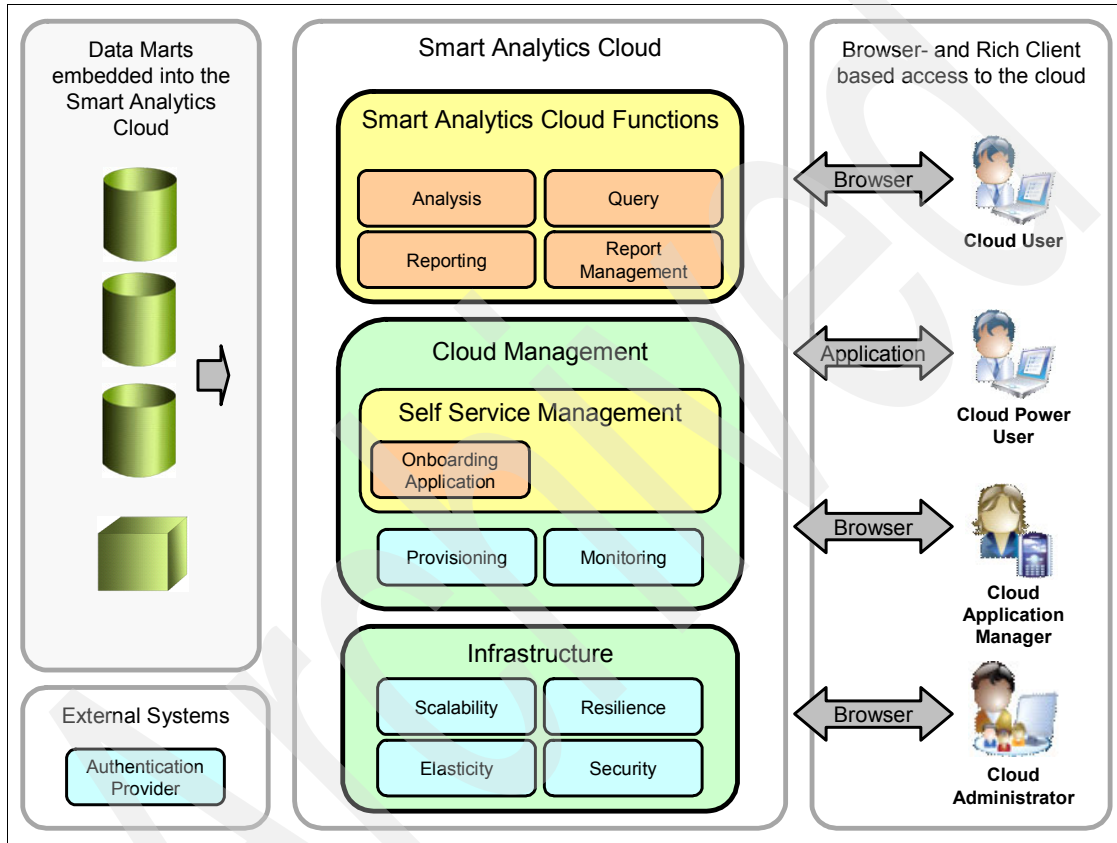 Data Marts
embedded into the
Smart Analytics
Cloud
External Systems
Authentication
Provider
Smart Analytics Cloud
Smart Analytics Cloud Functions
Analysis
Query
Reporting
Report
Management
Cloud Management
Self Service Management
Onboarding
Application
Provisioning
Monitoring
Infrastructure
Scalability
Resilience
Elasticity
Security
Browser- and Rich Client
based access to the cloud
Browser
Cloud User
Application
Cloud Power
User
Browser
Cloud
Application
Manager
Browser
Cloud
Administrator
Archived